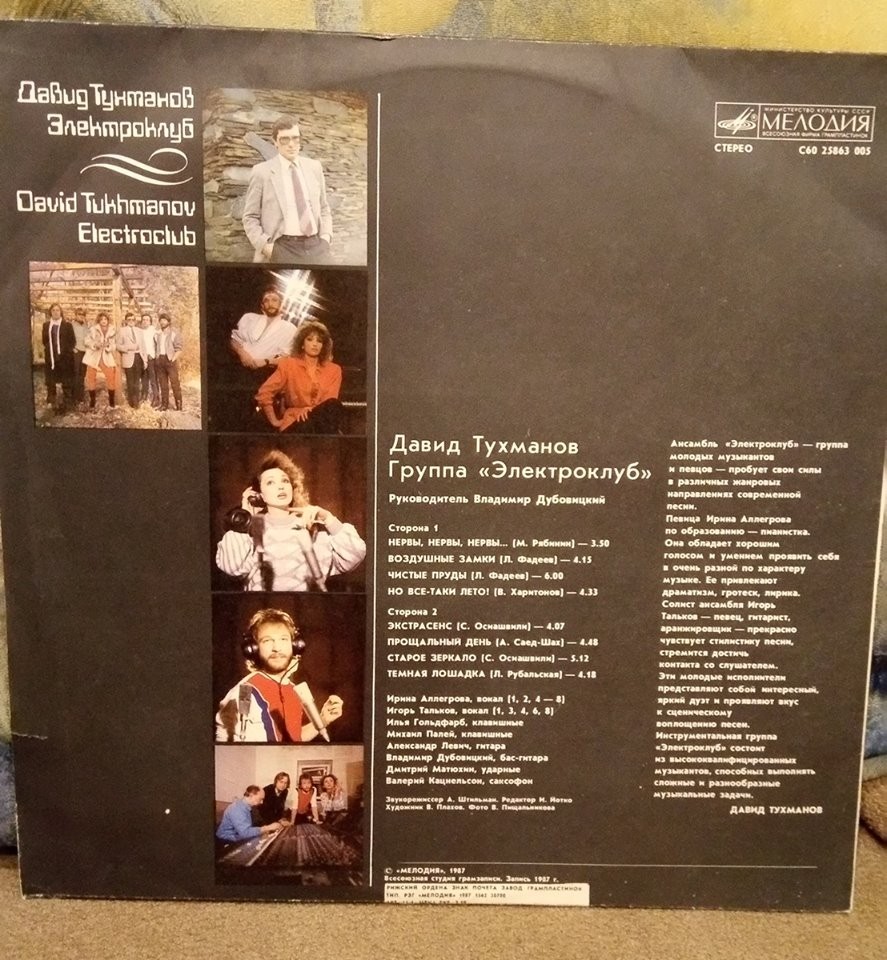 Давид Тухманов
Электроклуб
David Tukhmanov
Electroclub
МИНИСТЕРСТВО КУЛЬТУРЫ СССР
МЕЛОДИЯ
ВСЕСОЮЗНАЯ ФИРМА ГРАМПЛАСТИНОК
СТЕРЕО
С60 25863 005
Давид Тухманов
Группа «Электроклуб»
Руководитель Владимир Дубовицкий
Сторона 1
НЕРВЫ, НЕРВЫ, НЕРВЫ... (М. Рябинин) — 3.50
ВОЗДУШНЫЕ ЗАМКИ (Л. Фадеев) — 4.15
ЧИСТЫЕ ПРУДЫ (Л. Фадеев) — 6.00
НО ВСЕ-ТАКИ ЛЕТО! (В. Харитонов) — 4.33
Сторона 2
ЭКСТРАСЕНС (С. Осиашвили) — 4.07
ПРОЩАЛЬНЫЙ ДЕНЬ (А. Саед-Шах) — 4.48
СТАРОЕ ЗЕРКАЛО (С. Осиашвили) — 5.12
ТЕМНАЯ ЛОШАДКА (Л. Рубальская) — 4.18
Ирина Аллегрова, вокал (1, 2, 4 — 8)
Игорь Тальков, вокал (1, 3, 4, 6, 8)
Илья Гольдфарб, клавишные
Михаил Палей, клавишные
Александр Левич, гитара
Владимир Дубовицкий, бас-гитара
Дмитрий Матюхин, ударные
Валерий Кацнельсон, саксофон
Звукорежиссер А. Штильман. Редактор И. Йотко
Художник В. Плахов. Фото В. Пищальникова
Ансамбль «Электроклуб» — группа
молодых музыкантов
и певцов — пробует свои силы
в различных жанровых
направлениях современной
песни.
Певица Ирина Аллегрова
по образованию — пианистка.
Она обладает хорошим
голосом и умением проявить себя
в очень разной по характеру
музыке. Ее привлекают
драматизм, гротеск, лирика.
Солист ансамбля Игорь
Тальков — певец, гитарист,
аранжировщик — прекрасно
чувствует стилистику песни,
стремится достичь
контакта со слушателем.
Эти молодые исполнители
представляют собой интересный,
яркий дуэт и проявляют вкус
к сценическому
воплощению песен.
Инструментальная группа
«Электроклуб» состоит
из высококвалифицированных
музыкантов, способных выполнять
сложные и разнообразные
музыкальные задачи.
ДАВИД ТУХМАНОВ
© «МЕЛОДИЯ», 1987
Всесоюзная студия грамзаписи. Запись 1987 г.
РИЖСКИЙ ОРДЕНА ЗНАК ПОЧЕТА ЗАВОД ГРАМПЛАСТИНОК
ТИП. РЗГ «МЕЛОДИЯ» 1987